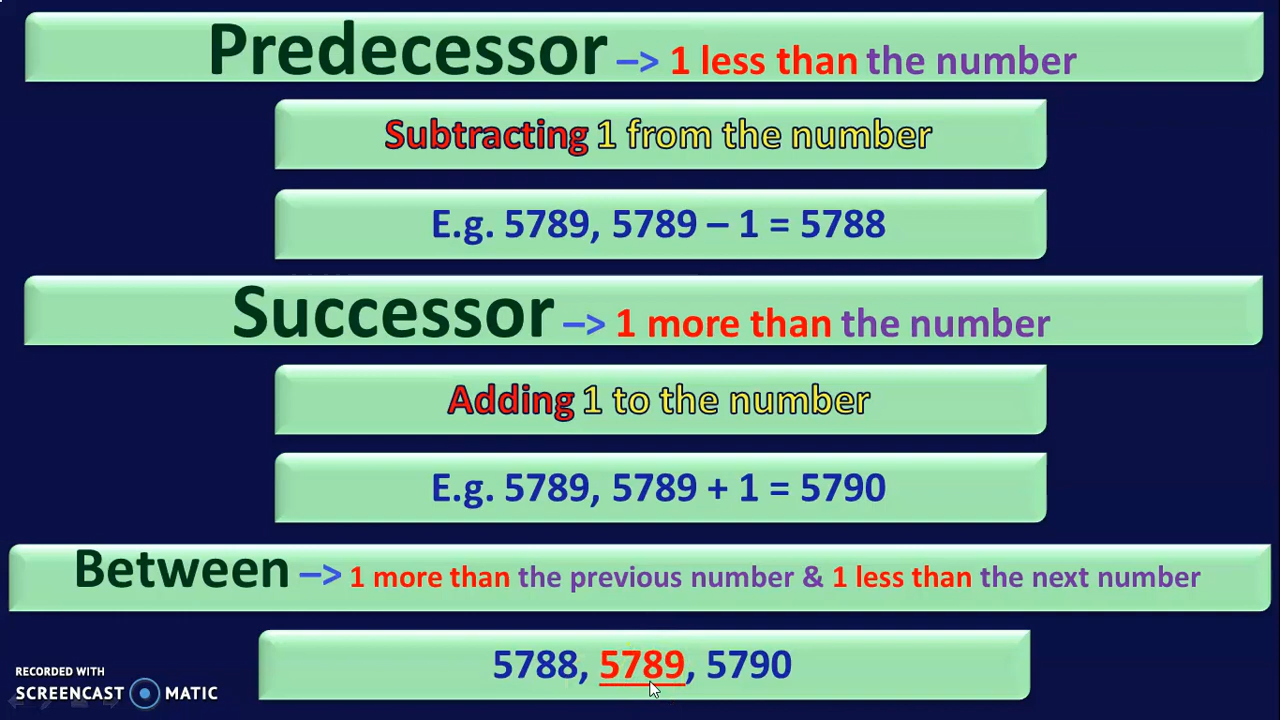 Predecessor –> 1 less than the number
Subtracting 1 from the number
E.g. 5789, 5789 – 1 = 5788
Successor –> 1 more than the number
Adding 1 to the number
E.g. 5789, 5789 + 1 = 5790
Between –> 1 more than the previous number & 1 less than the next number
5788, 5789, 5790
RECORDED WITH
SCREENCAST MATIC